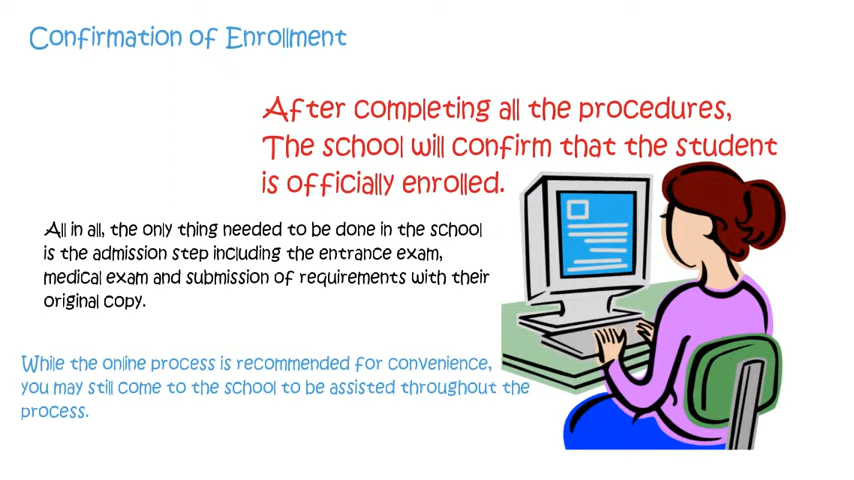 Confirmation of Enrollment
After completing all the procedures,
The school will confirm that the student
is officially enrolled.
All in all, the only thing needed to be done in the school
is the admission step including the entrance exam,
medical exam and submission of requirements with their
original copy.
While the online process is recommended for convenience,
you may still come to the school to be assisted throughout the
process.